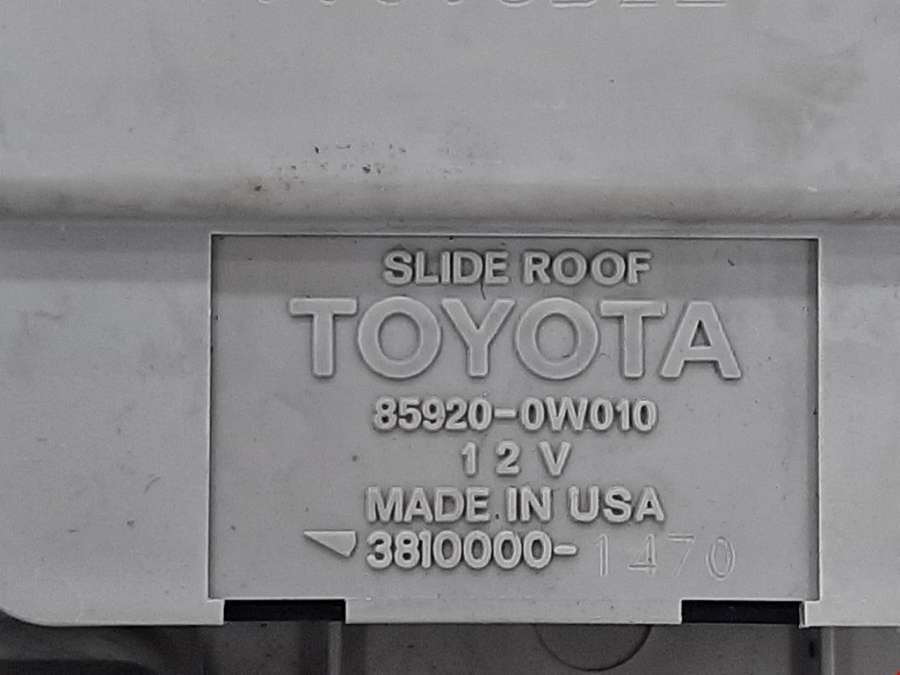 SLIDE ROOF
TOYOTA
85920-0W010
12V
MADE IN USA
3810000-1470